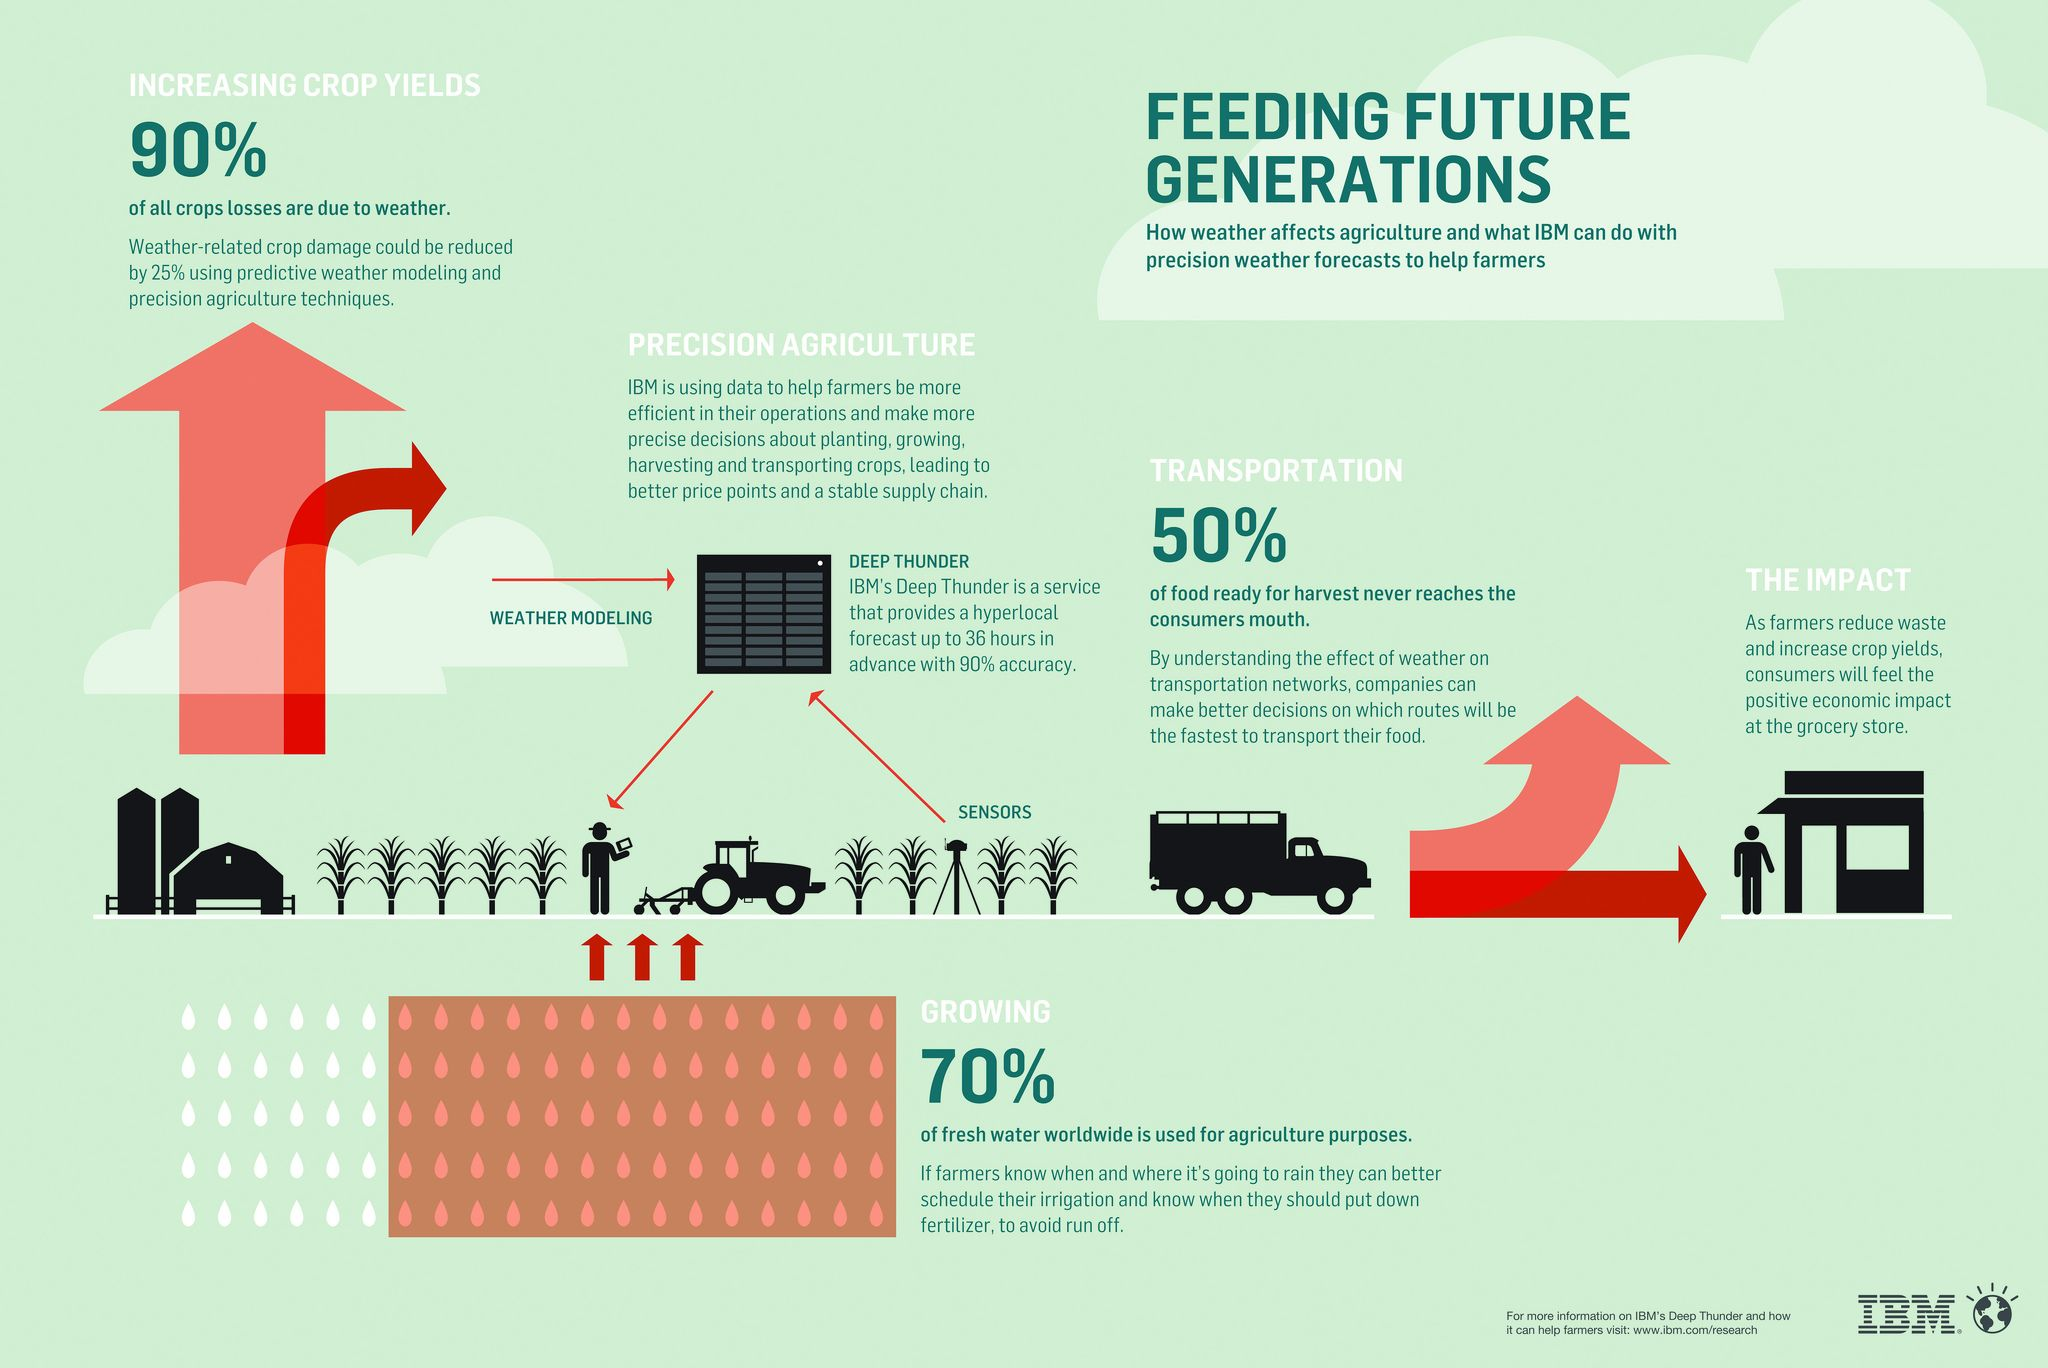 INCREASING CROP YIELDS
90%
of all crops losses are due to weather.
Weather-related crop damage could be reduced
by 25% using predictive weather modeling and
precision agriculture techniques.
FEEDING FUTURE
GENERATIONS
How weather affects agriculture and what IBM can do with
precision weather forecasts to help farmers
PRECISION AGRICULTURE
IBM is using data to help farmers be more
efficient in their operations and make more
precise decisions about planting, growing,
harvesting and transporting crops, leading to
better price points and a stable supply chain.
WEATHER MODELING
DEEP THUNDER
IBM's Deep Thunder is a service
that provides a hyperlocal
forecast up to 36 hours in
advance with 90% accuracy.
SENSORS
TRANSPORTATION
50%
of food ready for harvest never reaches the
consumers mouth.
By understanding the effect of weather on
transportation networks, companies can
make better decisions on which routes will be
the fastest to transport their food.
THE IMPACT
As farmers reduce waste
and increase crop yields,
consumers will feel the
positive economic impact
at the grocery store.
GROWING
70%
of fresh water worldwide is used for agriculture purposes.
If farmers know when and where it's going to rain they can better
schedule their irrigation and know when they should put down
fertilizer, to avoid run off.
For more information on IBM's Deep Thunder and how
it can help farmers visit: www.ibm.com/research
IBM®